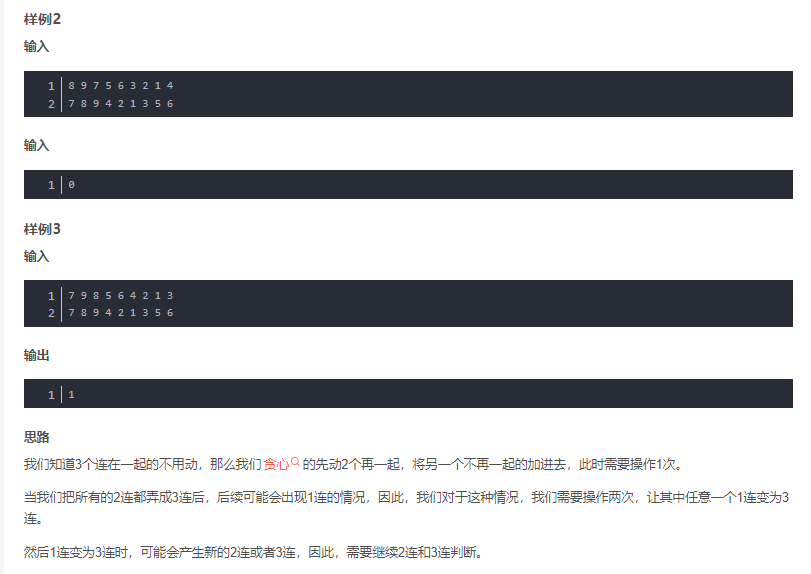 样例2
输入
1 8 9 7 5 6 3 2 1 4
2 7 8 9 4 2 1 3 5 6
输入
1 0
样例3
输入
1 7 9 8 5 6 4 2 1 3
2 7 8 9 4 2 1 3 5 6
输出
1 1
思路
我们知道3个连在一起的不用动，那么我们贪心的先动2个再一起，将另一个不再一起的加进去，此时需要操作1次。
当我们把所有的2连都弄成3连后，后续可能会出现1连的情况，因此，我们对于这种情况，我们需要操作两次，让其中任意一个1连变为3
连。
然后1连变为3连时，可能会产生新的2连或者3连，因此，需要继续2连和3连判断。